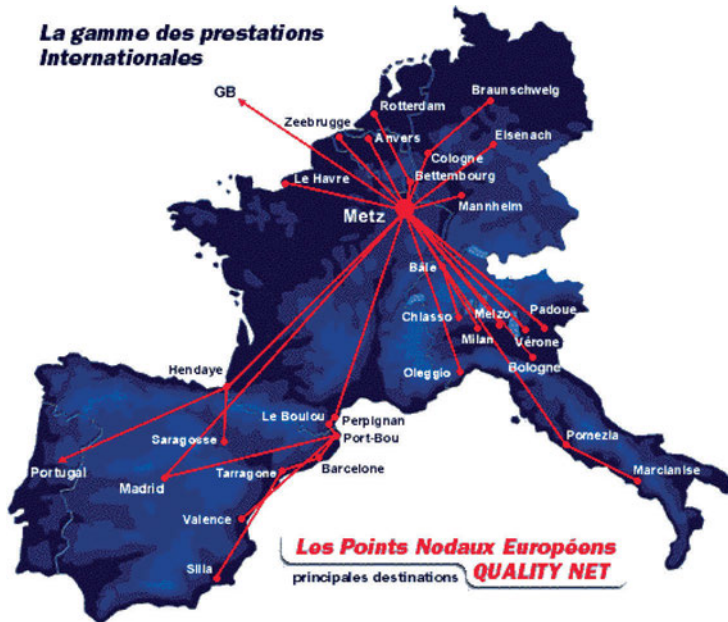 La gamme des prestations
Internationales
GB
Braunschweig
Rotterdam
Zeebrugge
Anvers
Eisenach
Cologne
Bettembourg
Le Havre
Mannheim
Metz
Bâle
Chiasso
Melzo
Padoue
Milan
Vérone
Bologne
Oleggio
Hendaye
Le Boulou
Perpignan
Saragosse
Port-Bou
Pomezia
Portugal
Tarragone
Barcelone
Madrid
Marcianise
Valence
Silla
Les Points Nodaux Européens
principales destinations QUALITY NET